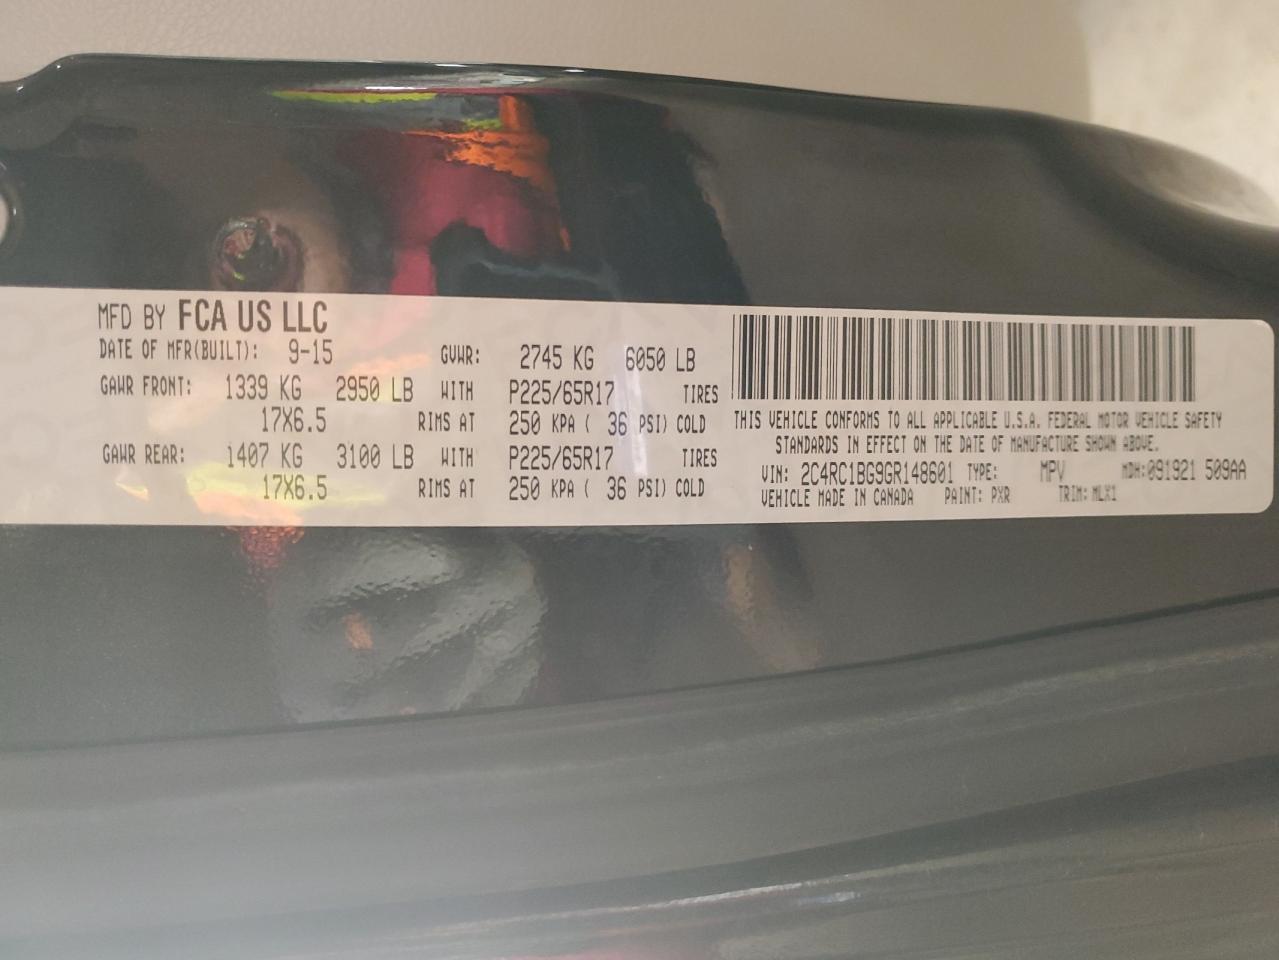 MFD BY FCA US LLC
DATE OF MFR(BUILT): 9-15 GVWR: 2745 KG 6050 LB
GAWR FRONT: 1339 KG 2950 LB WITH P225/65R17 TIRES
17X6.5 RIMS AT 250 KPA ( 36 PSI) COLD
GAWR REAR: 1407 KG 3100 LB WITH P225/65R17 TIRES
17X6.5 RIMS AT 250 KPA ( 36 PSI) COLD
THIS VEHICLE CONFORMS TO ALL APPLICABLE U.S.A. FEDERAL MOTOR VEHICLE SAFETY
STANDARDS IN EFFECT ON THE DATE OF MANUFACTURE SHOWN ABOVE.
VIN: 2C4RC1BG9GR148601 TYPE: MPV MDH:091921 509AA
VEHICLE MADE IN CANADA PAINT: PXR TRIM: MLX1